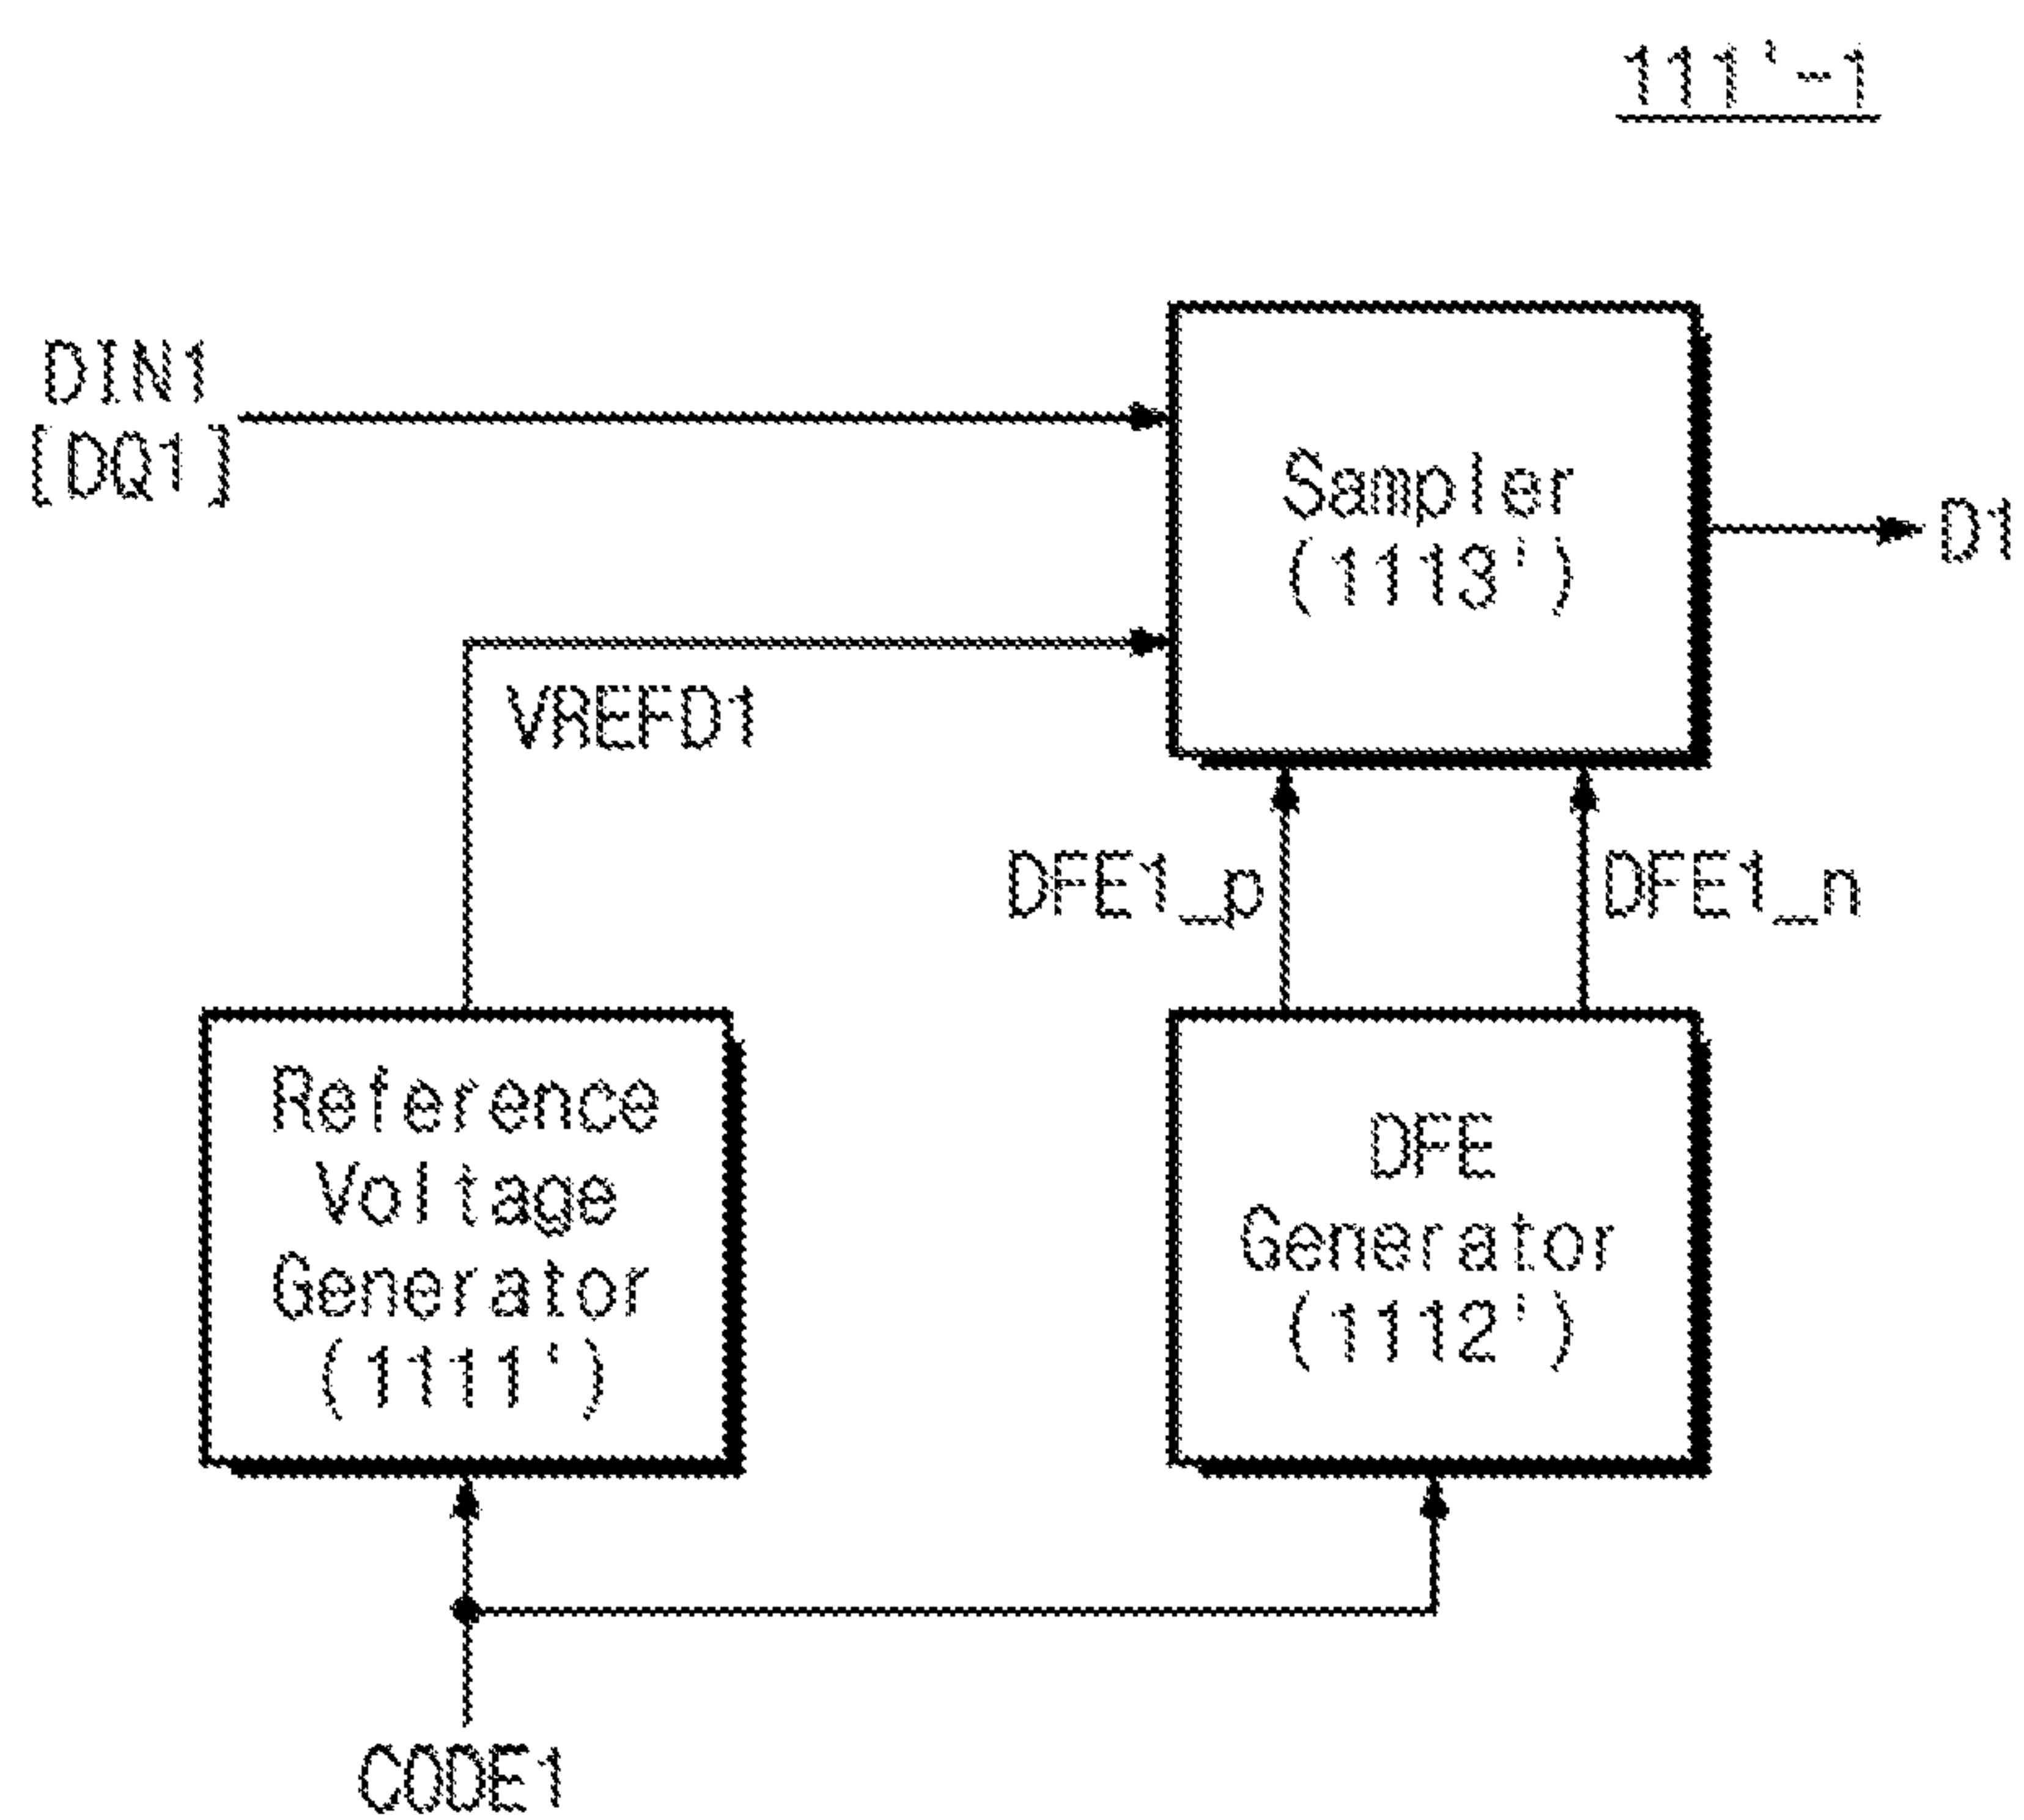 111'-1
DIN1
[DQ1]
Sampler
(1113')
D1
VREFD1
DFE1_p
DFE1_n
Reference
Voltage
Generator
(1111')
DFE
Generator
(1112')
CODE1